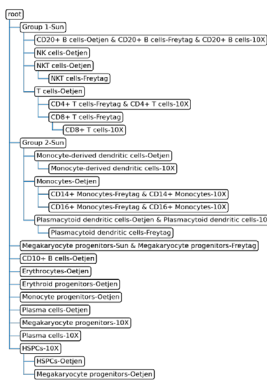 root
Group 1-Sun
CD20+ B cells-Oetjen & CD20+ B cells-Freytag & CD20+ B cells-10X
NK cells-Oetjen
NKT cells-Oetjen
NKT cells-Freytag
T cells-Oetjen
CD4+ T cells-Freytag & CD4+ T cells-10X
CD8+ T cells-Freytag
CD8+ T cells-10X
Group 2-Sun
Monocyte-derived dendritic cells-Oetjen
Monocyte-derived dendritic cells-10X
Monocytes-Oetjen
CD14+ Monocytes-Freytag & CD14+ Monocytes-10X
CD16+ Monocytes-Freytag & CD16+ Monocytes-10X
Plasmacytoid dendritic cells-Oetjen & Plasmacytoid dendritic cells-10
Plasmacytoid dendritic cells-Freytag
Megakaryocyte progenitors-Sun & Megakaryocyte progenitors-Freytag
CD10+ B cells-Oetjen
Erythrocytes-Oetjen
Erythroid progenitors-Oetjen
Monocyte progenitors-Oetjen
Plasma cells-Oetjen
Megakaryocyte progenitors-10X
Plasma cells-10X
HSPCs-10X
HSPCs-Oetjen
Megakaryocyte progenitors-Oetjen